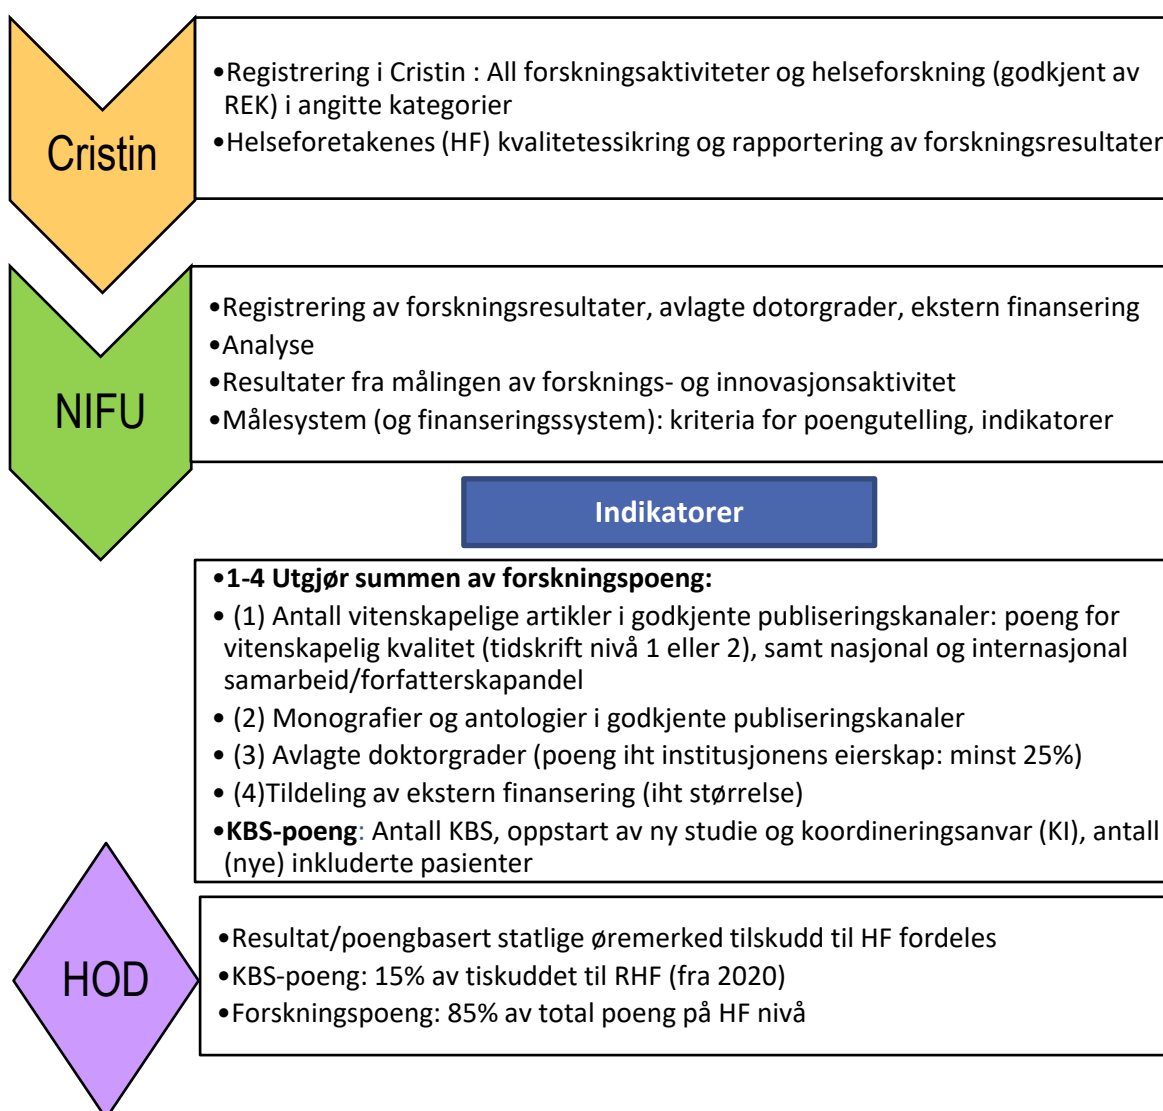 Cristin
•Registrering i Cristin : All forskningsaktiviteter og helseforskning (godkjent av
REK) i angitte kategorier
•Helseforetakenes (HF) kvalitetessikring og rapportering av forskningsresultater
NIFU
•Registrering av forskningsresultater, avlagte dotorgrader, ekstern finansering
•Analyse
•Resultater fra målingen av forsknings- og innovasjonsaktivitet
•Målesystem (og finanseringssystem): kriteria for poengutelling, indikatorer
Indikatorer
•1-4 Utgjør summen av forskningspoeng:
• (1) Antall vitenskapelige artikler i godkjente publiseringskanaler: poeng for
vitenskapelig kvalitet (tidskrift nivå 1 eller 2), samt nasjonal og internasjonal
samarbeid/forfatterskapandel
• (2) Monografier og antologier i godkjente publiseringskanaler
• (3) Avlagte doktorgrader (poeng iht institusjonens eierskap: minst 25%)
• (4)Tildeling av ekstern finansering (iht størrelse)
•KBS-poeng: Antall KBS, oppstart av ny studie og koordineringsanvar (KI), antall
(nye) inkluderte pasienter
HOD
•Resultat/poengbasert statlige øremerked tilskudd til HF fordeles
•KBS-poeng: 15% av tiskuddet til RHF (fra 2020)
•Forskningspoeng: 85% av total poeng på HF nivå